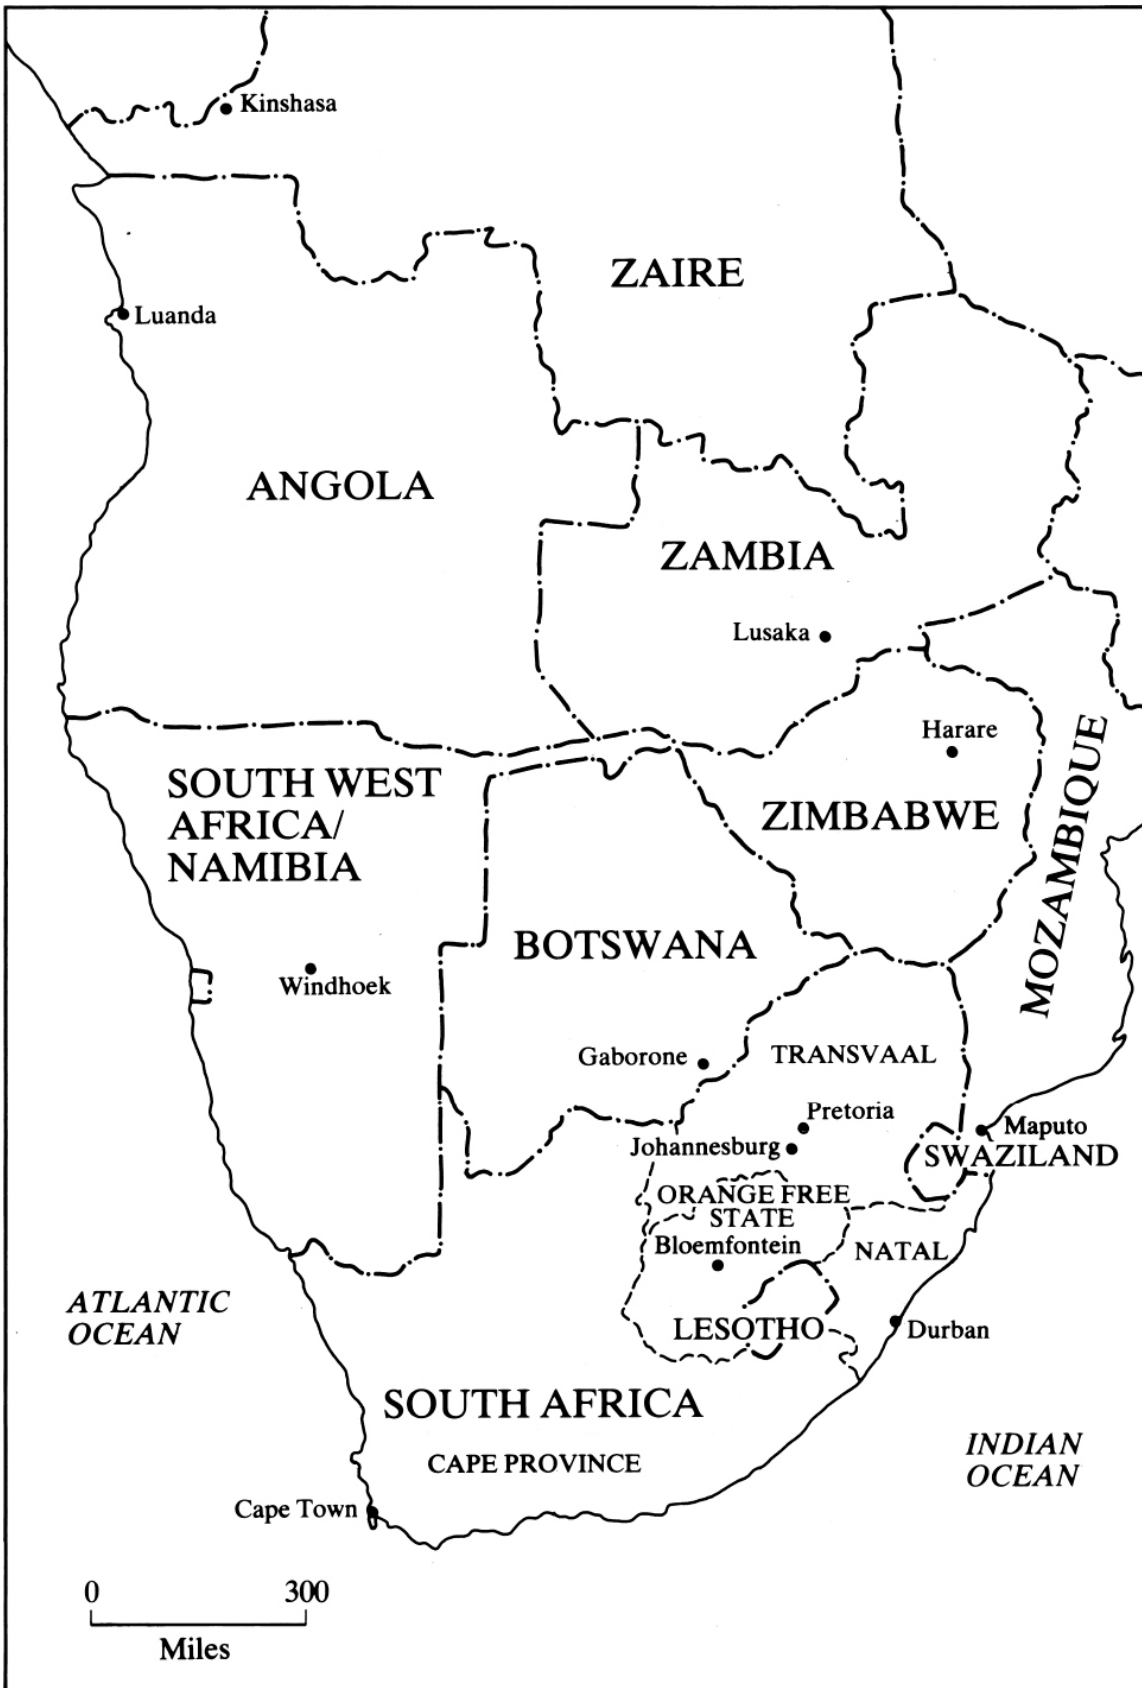 Kinshasa
ZAIRE
Luanda
ANGOLA
ZAMBIA
Lusaka
Harare
SOUTH WEST
AFRICA/
NAMIBIA
ZIMBABWE
MOZAMBIQUE
BOTSWANA
Windhoek
Gaborone
TRANSVAAL
Pretoria
Maputo
Johannesburg
SWAZILAND
ORANGE FREE
STATE
Bloemfontein
NATAL
ATLANTIC
OCEAN
LESOTHO
Durban
SOUTH AFRICA
CAPE PROVINCE
INDIAN
OCEAN
Cape Town
0 300
Miles